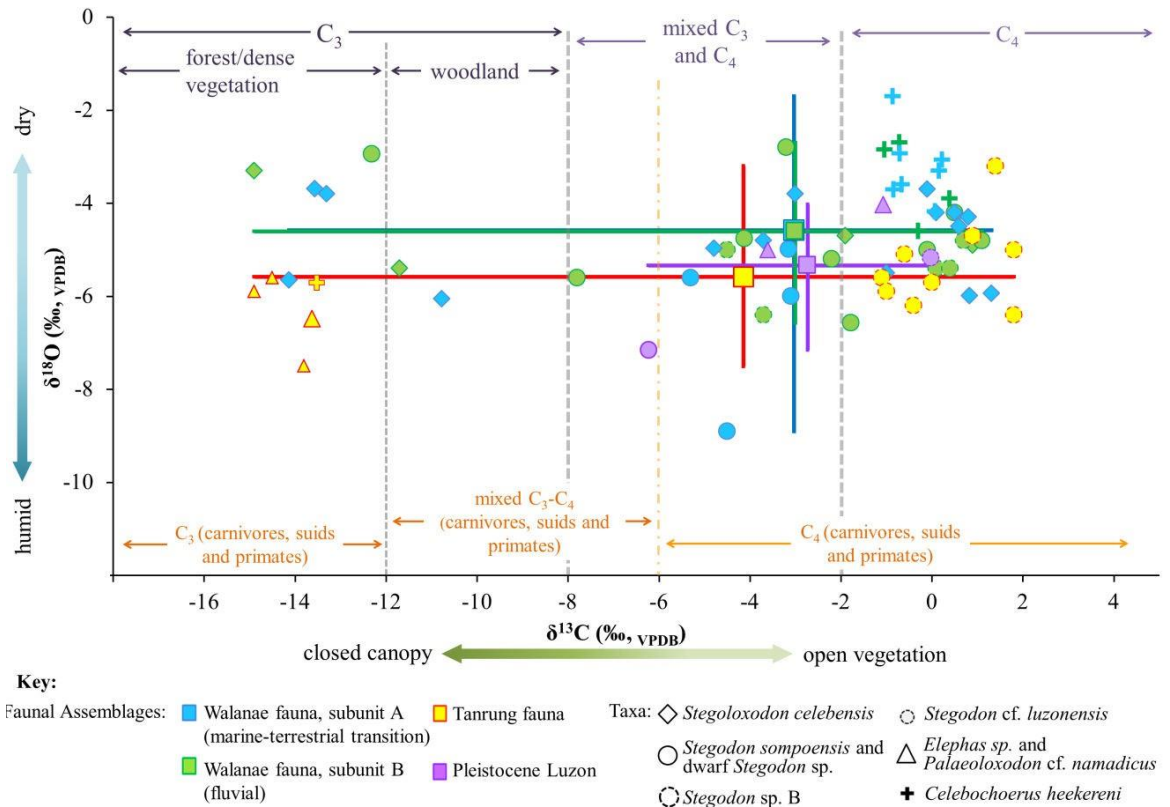 C3
mixed C3
and C4
C4
forest/dense
vegetation
woodland
0
-2
-4
-6
-8
-10
dry
humid
δ18O (‰, VPDB)
C3 (carnivores, suids
and primates)
mixed C3-C4
(carnivores, suids and
primates)
C4 (carnivores, suids
and primates)
-16 -14 -12 -10 -8 -6 -4 -2 0 2 4
δ13C (‰, VPDB)
closed canopy open vegetation
Key:
Faunal Assemblages:
Walanae fauna, subunit A
(marine-terrestrial transition)
Walanae fauna, subunit B
(fluvial)
Tanrung fauna
Pleistocene Luzon
Taxa:
Stegoloxodon celebensis
Stegodon sompoensis and
dwarf Stegodon sp.
Stegodon sp. B
Stegodon cf. luzonensis
Elephas sp. and
Palaeoloxodon cf. namadicus
Celebochoerus heekereni